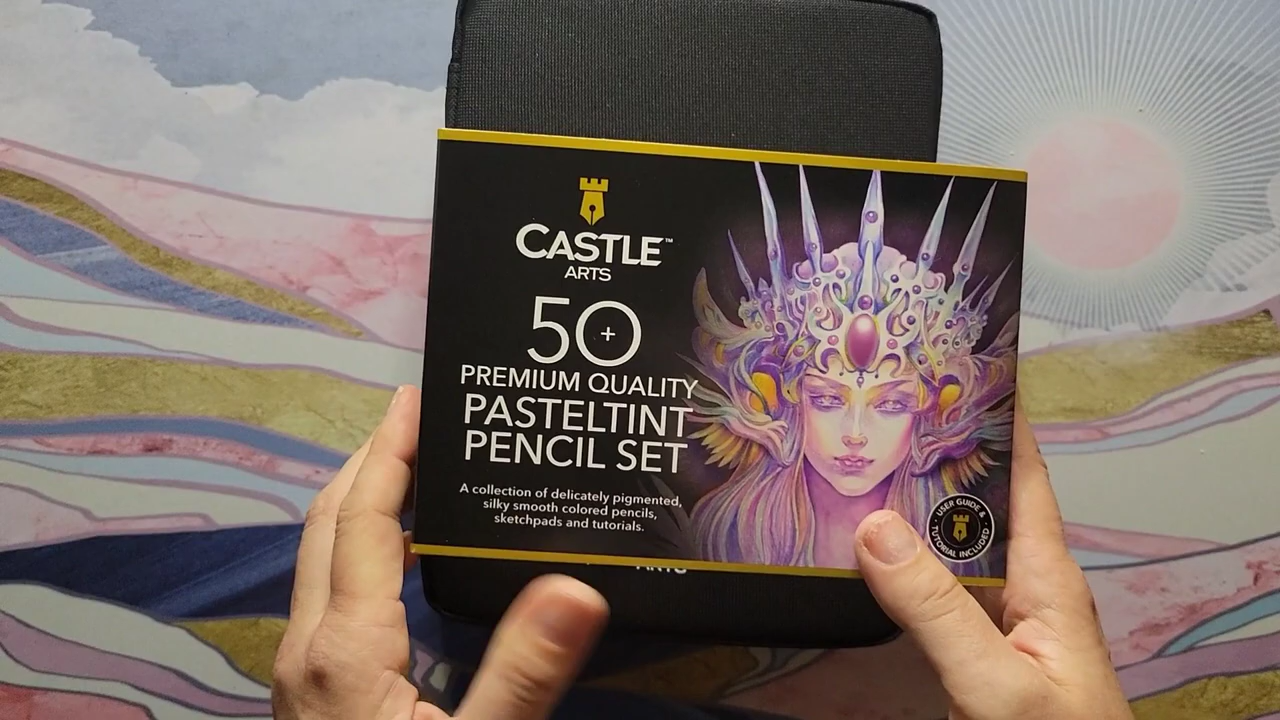 CASTLE™
ARTS
50+
PREMIUM QUALITY
PASTELTINT
PENCIL SET
A collection of delicately pigmented,
silky smooth colored pencils,
sketchpads and tutorials.
USER GUIDE &
TUTORIAL INCLUDED
ARTS